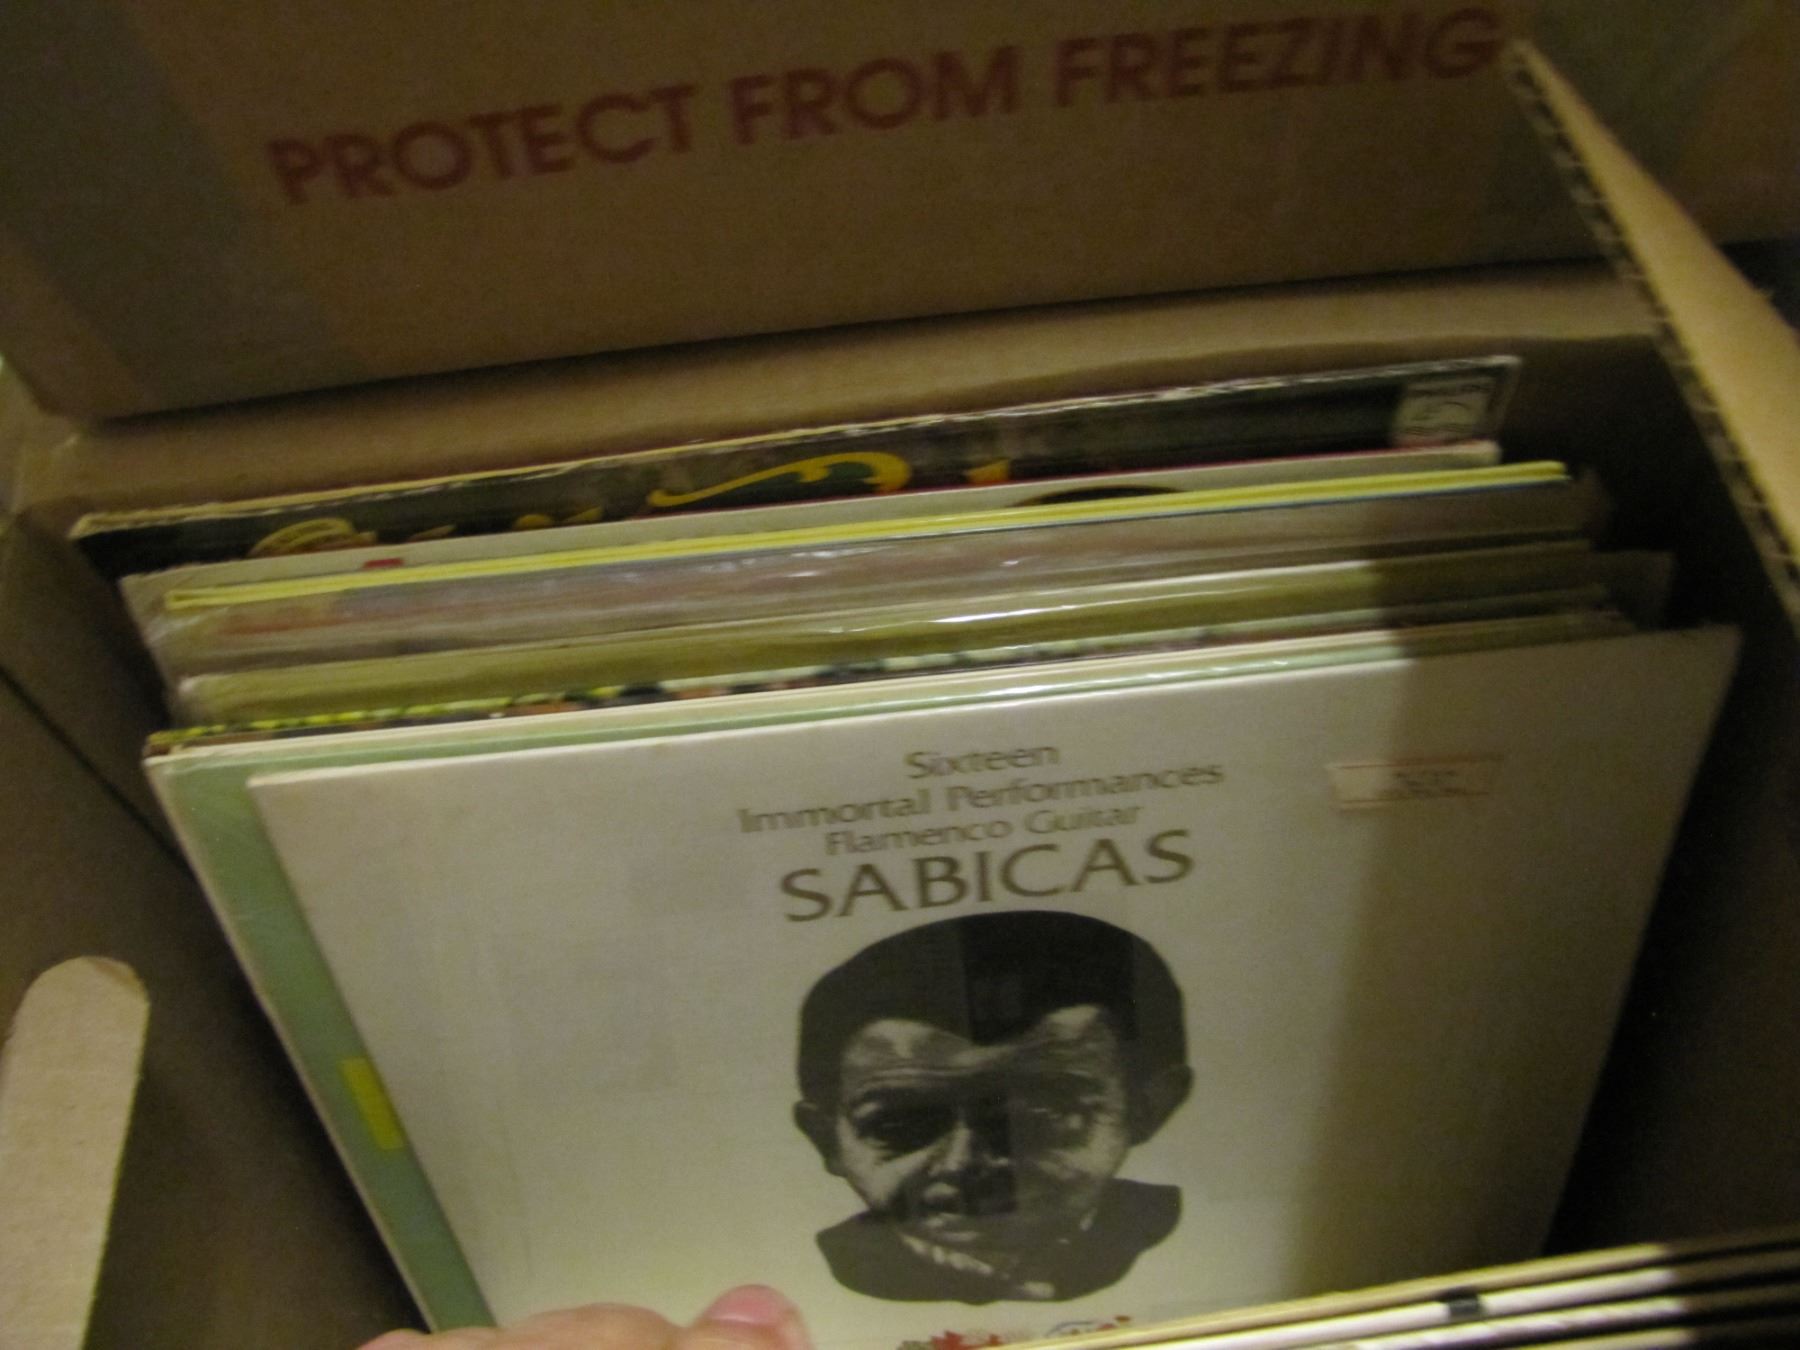 PROTECT FROM FREEZING
Sixteen
Immortal Performances
Flamenco Guitar
SABICAS